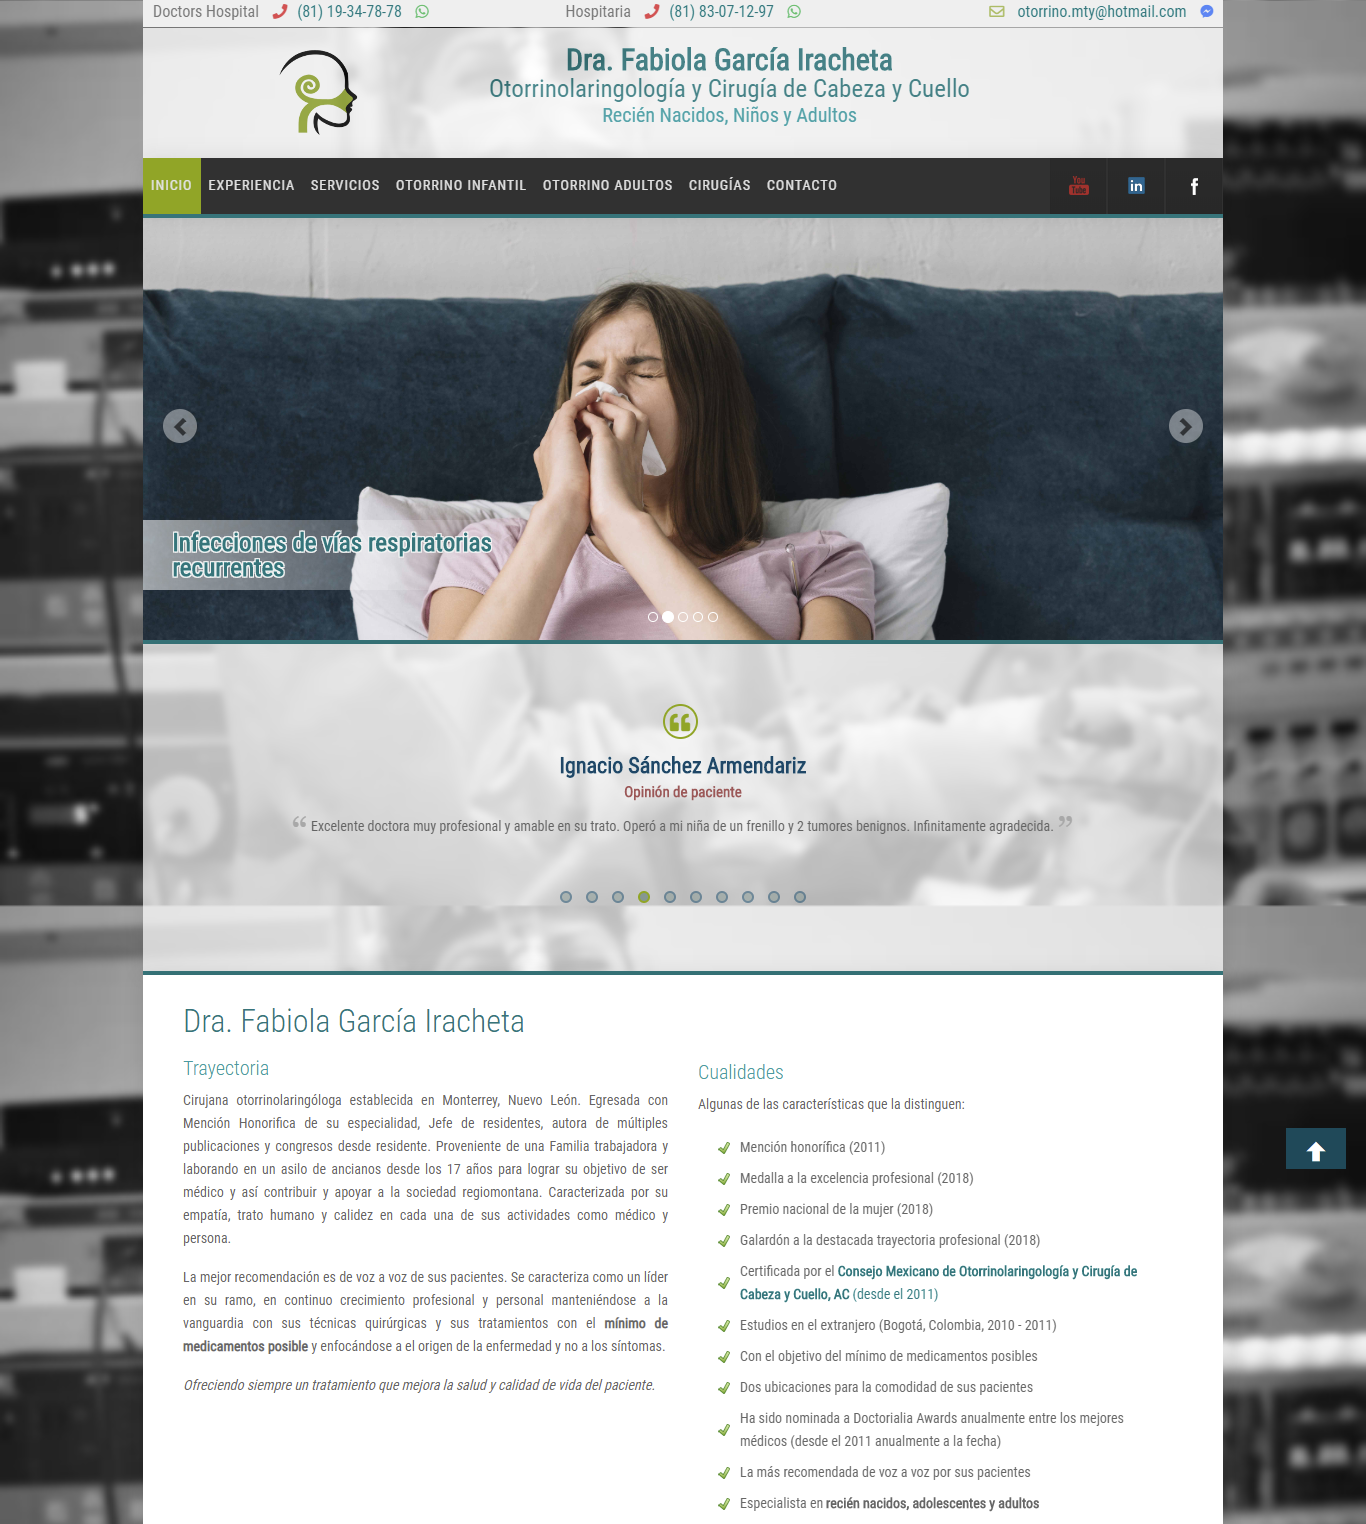 Doctors Hospital (81) 19-34-78-78 Hospitaria (81) 83-07-12-97 otorrino.mty@hotmail.com
Dra. Fabiola García Iracheta
Otorrinolaringología y Cirugía de Cabeza y Cuello
Recién Nacidos, Niños y Adultos
INICIO EXPERIENCIA SERVICIOS OTORRINO INFANTIL OTORRINO ADULTOS CIRUGÍAS CONTACTO You Tube in f
Infecciones de vías respiratorias
recurrentes
Ignacio Sánchez Armendariz
Opinión de paciente
“ Excelente doctora muy profesional y amable en su trato. Operó a mi niña de un frenillo y 2 tumores benignos. Infinitamente agradecida. ”
Dra. Fabiola García Iracheta
Trayectoria
Cirujana otorrinolaringóloga establecida en Monterrey, Nuevo León. Egresada con
Mención Honorifica de su especialidad, Jefe de residentes, autora de múltiples
publicaciones y congresos desde residente. Proveniente de una Familia trabajadora y
laborando en un asilo de ancianos desde los 17 años para lograr su objetivo de ser
médico y así contribuir y apoyar a la sociedad regiomontana. Caracterizada por su
empatía, trato humano y calidez en cada una de sus actividades como médico y
persona.
La mejor recomendación es de voz a voz de sus pacientes. Se caracteriza como un líder
en su ramo, en continuo crecimiento profesional y personal manteniéndose a la
vanguardia con sus técnicas quirúrgicas y sus tratamientos con el mínimo de
medicamentos posible y enfocándose a el origen de la enfermedad y no a los síntomas.
Ofreciendo siempre un tratamiento que mejora la salud y calidad de vida del paciente.
Cualidades
Algunas de las características que la distinguen:
Mención honorífica (2011)
Medalla a la excelencia profesional (2018)
Premio nacional de la mujer (2018)
Galardón a la destacada trayectoria profesional (2018)
Certificada por el Consejo Mexicano de Otorrinolaringología y Cirugía de
Cabeza y Cuello, AC (desde el 2011)
Estudios en el extranjero (Bogotá, Colombia, 2010 - 2011)
Con el objetivo del mínimo de medicamentos posibles
Dos ubicaciones para la comodidad de sus pacientes
Ha sido nominada a Doctorialia Awards anualmente entre los mejores
médicos (desde el 2011 anualmente a la fecha)
La más recomendada de voz a voz por sus pacientes
Especialista en recién nacidos, adolescentes y adultos